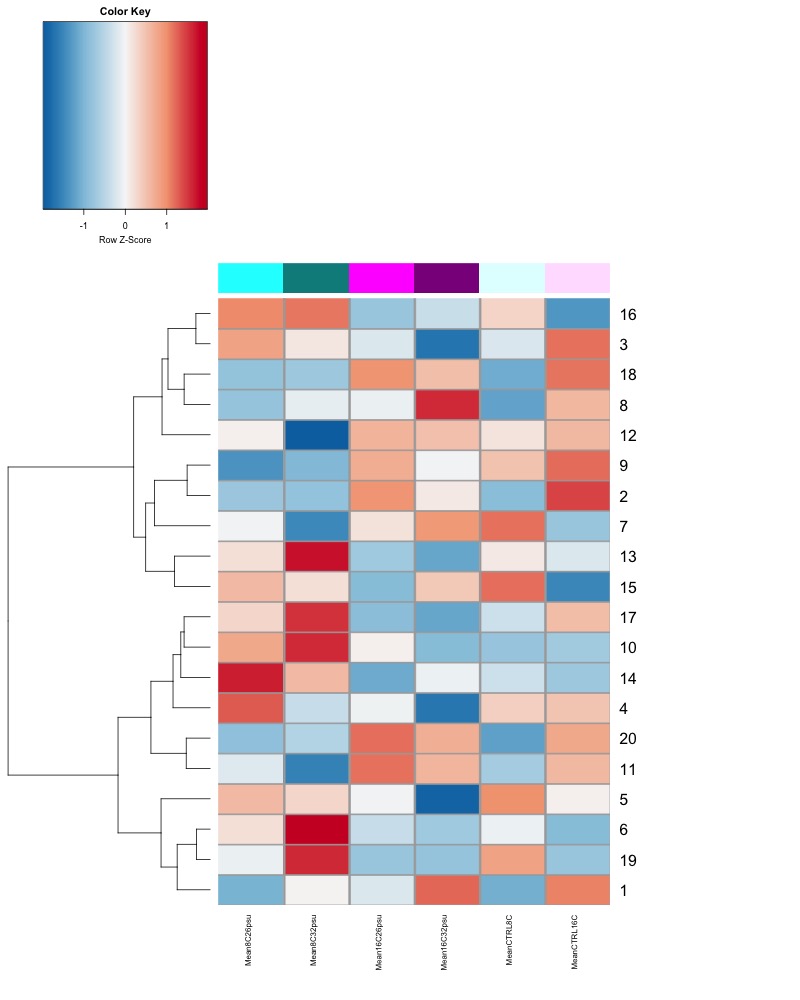 Color Key
-1 0 1
Row Z-Score
16
3
18
8
12
9
2
7
13
15
17
10
14
4
20
11
5
6
19
1
Mean8C26psu
Mean8C32psu
Mean16C26psu
Mean16C32psu
MeanCTRL8C
MeanCTRL16C